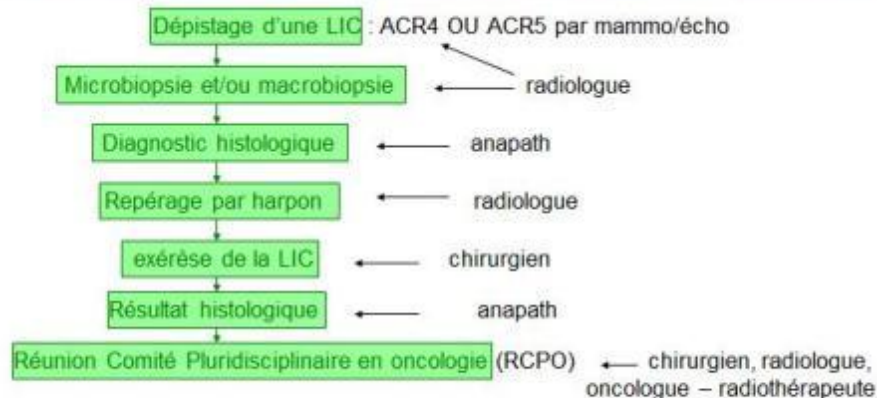 Dépistage d'une LIC : ACR4 OU ACR5 par mammo/écho
Microbiopsie et/ou macrobiopsie radiologue
Diagnostic histologique anapath
Repérage par harpon radiologue
exérèse de la LIC chirurgien
Résultat histologique anapath
Réunion Comité Pluridisciplinaire en oncologie (RCPO) chirurgien, radiologue,
oncologue – radiothérapeute